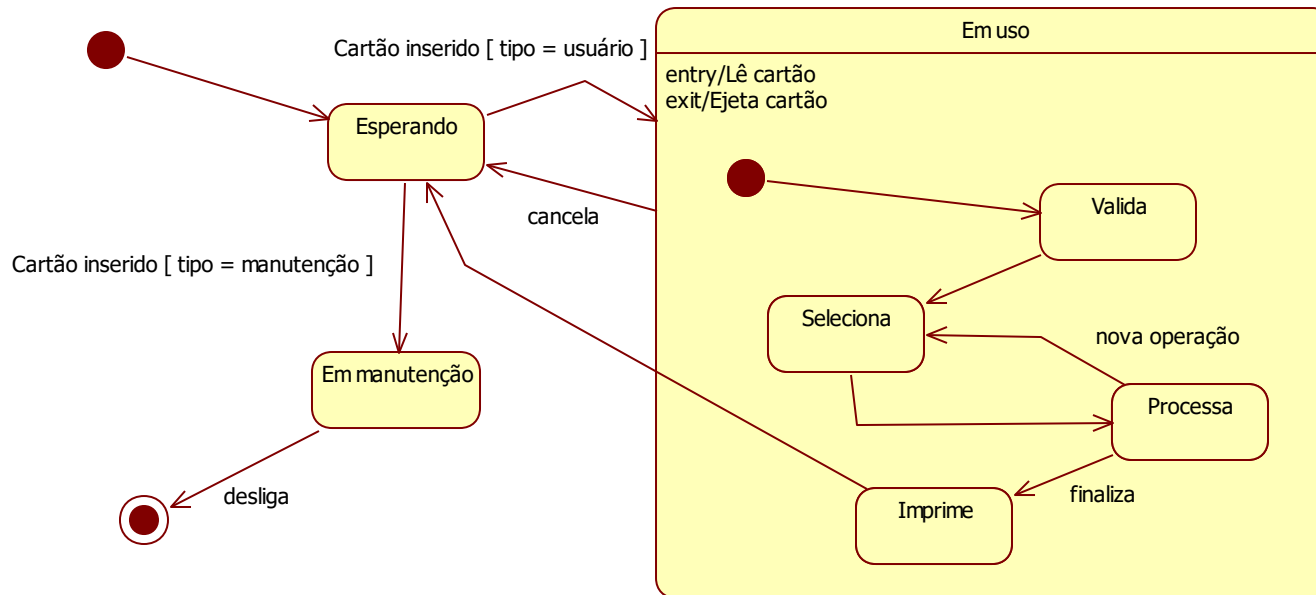 Em uso
Cartão inserido [ tipo = usuário ]
entry/Lê cartão
exit/Ejeta cartão
Esperando
Valida
cancela
Cartão inserido [ tipo = manutenção ]
Seleciona
nova operação
Em manutenção
Processa
desliga
finaliza
Imprime